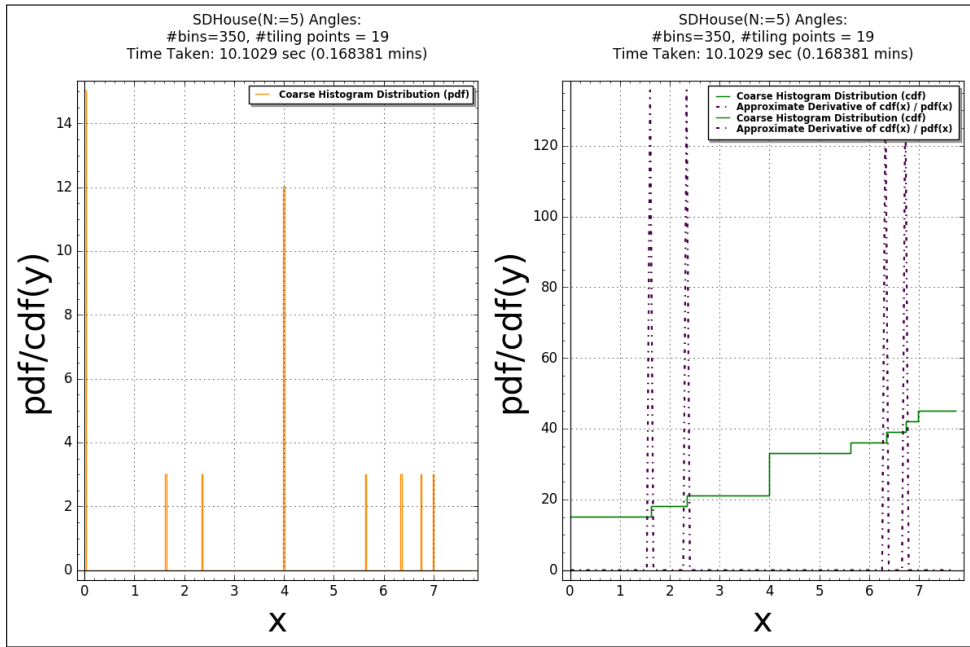 SDHouse(N:=5) Angles:
#bins=350, #tiling points = 19
Time Taken: 10.1029 sec (0.168381 mins)
Coarse Histogram Distribution (pdf)
14
12
10
8
6
4
2
0
pdf/cdf(y)
0 1 2 3 4 5 6 7
x
SDHouse(N:=5) Angles:
#bins=350, #tiling points = 19
Time Taken: 10.1029 sec (0.168381 mins)
Coarse Histogram Distribution (cdf)
Approximate Derivative of cdf(x) / pdf(x)
Coarse Histogram Distribution (cdf)
Approximate Derivative of cdf(x) / pdf(x)
120
100
80
60
40
20
0
pdf/cdf(y)
0 1 2 3 4 5 6 7
x